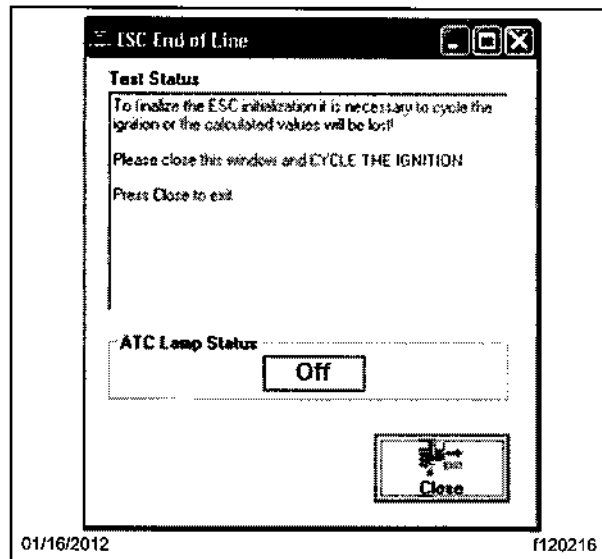 ESC End of Line
Test Status
To finalize the ESC initialization it is necessary to cycle the
ignition or the calculated values will be lost!
Please close this window and CYCLE THE IGNITION
Press Close to exit
ATC Lamp Status
Off
Close
01/16/2012
f120216